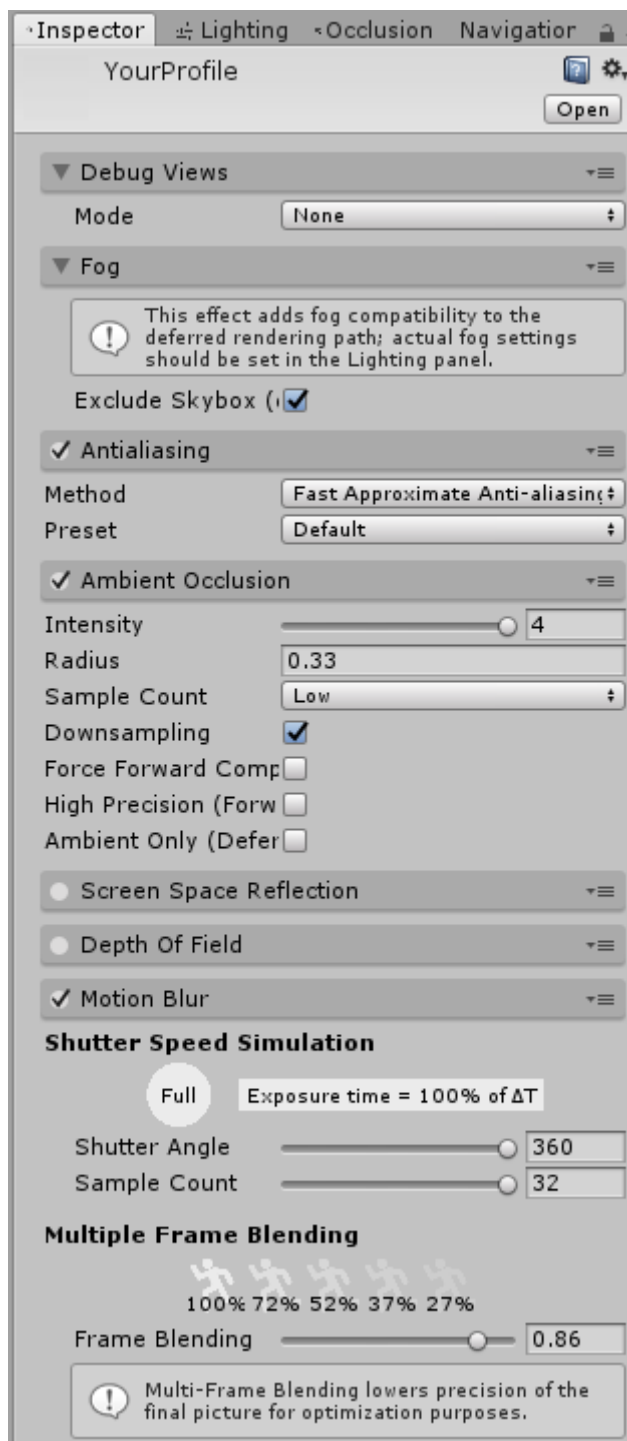 Inspector Lighting Occlusion Navigatior
YourProfile
Open
Debug Views
Mode None
Fog
This effect adds fog compatibility to the
deferred rendering path; actual fog settings
should be set in the Lighting panel.
Exclude Skybox (
Antialiasing
Method Fast Approximate Anti-aliasing
Preset Default
Ambient Occlusion
Intensity 4
Radius 0.33
Sample Count Low
Downsampling
Force Forward Comp
High Precision (Forw
Ambient Only (Defer
Screen Space Reflection
Depth Of Field
Motion Blur
Shutter Speed Simulation
Full Exposure time = 100% of ΔT
Shutter Angle 360
Sample Count 32
Multiple Frame Blending
100% 72% 52% 37% 27%
Frame Blending 0.86
Multi-Frame Blending lowers precision of the
final picture for optimization purposes.